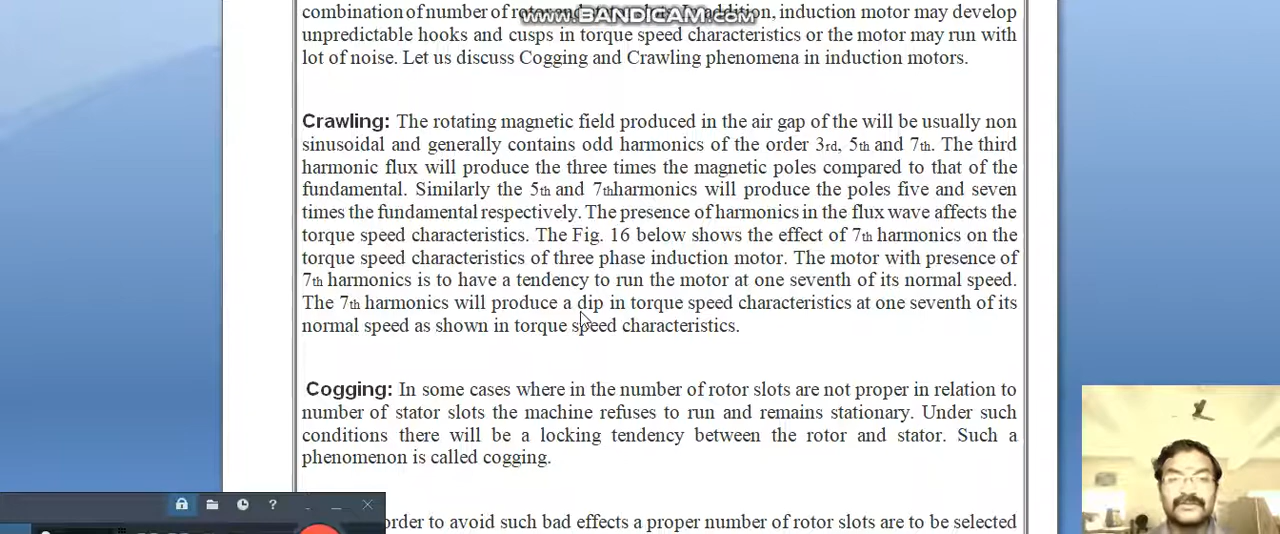 combination of number of rotor
www.BANDICAM.com
addition, induction motor may develop
unpredictable hooks and cusps in torque speed characteristics or the motor may run with
lot of noise. Let us discuss Cogging and Crawling phenomena in induction motors.
Crawling: The rotating magnetic field produced in the air gap of the will be usually non
sinusoidal and generally contains odd harmonics of the order 3rd, 5th and 7th. The third
harmonic flux will produce the three times the magnetic poles compared to that of the
fundamental. Similarly the 5th and 7thharmonics will produce the poles five and seven
times the fundamental respectively. The presence of harmonics in the flux wave affects the
torque speed characteristics. The Fig. 16 below shows the effect of 7th harmonics on the
torque speed characteristics of three phase induction motor. The motor with presence of
7th harmonics is to have a tendency to run the motor at one seventh of its normal speed.
The 7th harmonics will produce a dip in torque speed characteristics at one seventh of its
normal speed as shown in torque speed characteristics.
Cogging: In some cases where in the number of rotor slots are not proper in relation to
number of stator slots the machine refuses to run and remains stationary. Under such
conditions there will be a locking tendency between the rotor and stator. Such a
phenomenon is called cogging.
order to avoid such bad effects a proper number of rotor slots are to be selected